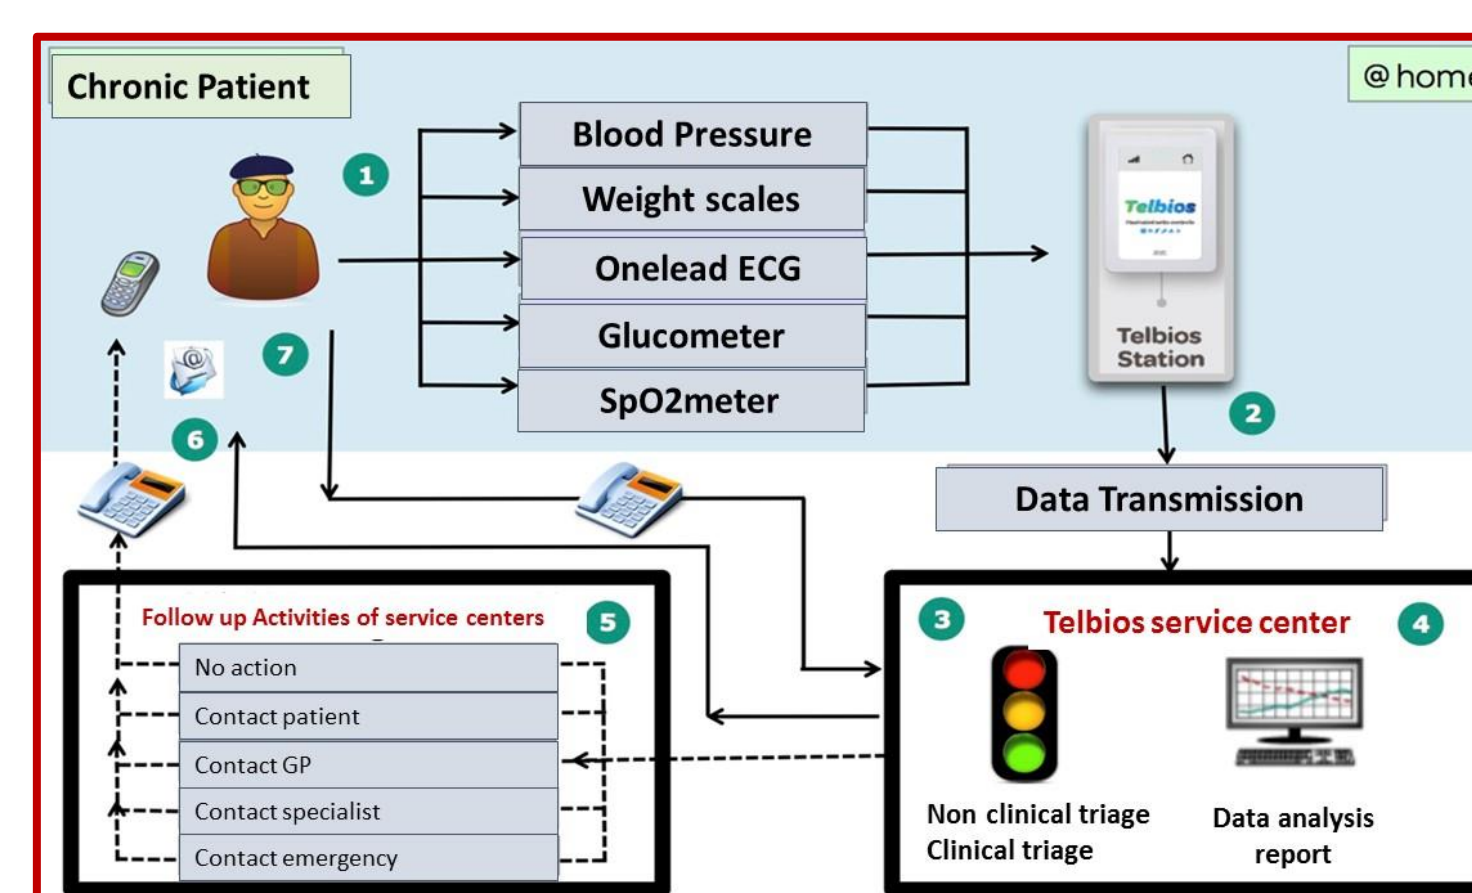 Chronic Patient
@ home
1
Blood Pressure
Weight scales
Onelead ECG
Glucometer
SpO2meter
Telbios
Telbios
Station
2
7
6
Data Transmission
Follow up Activities of service centers
5
No action
Contact patient
Contact GP
Contact specialist
Contact emergency
3
Telbios service center
4
Non clinical triage
Clinical triage
Data analysis
report